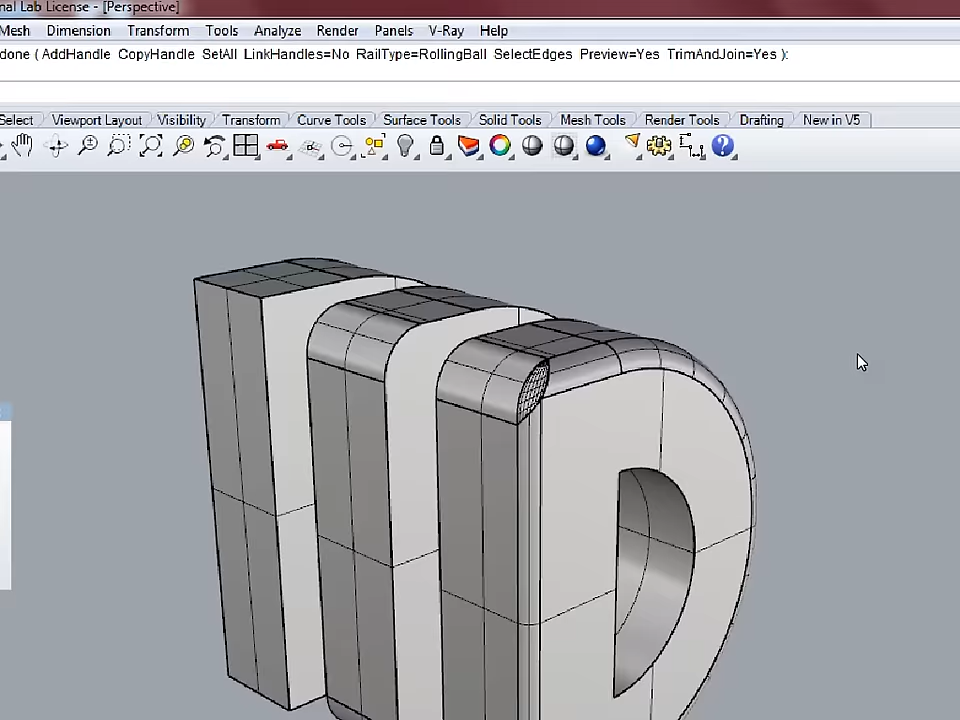 nal Lab License - [Perspective]
Mesh Dimension Transform Tools Analyze Render Panels V-Ray Help
done ( AddHandle CopyHandle SetAll LinkHandles=No RailType=RollingBall SelectEdges Preview=Yes TrimAndJoin=Yes ):
Select Viewport Layout Visibility Transform Curve Tools Surface Tools Solid Tools Mesh Tools Render Tools Drafting New in V5
?
D